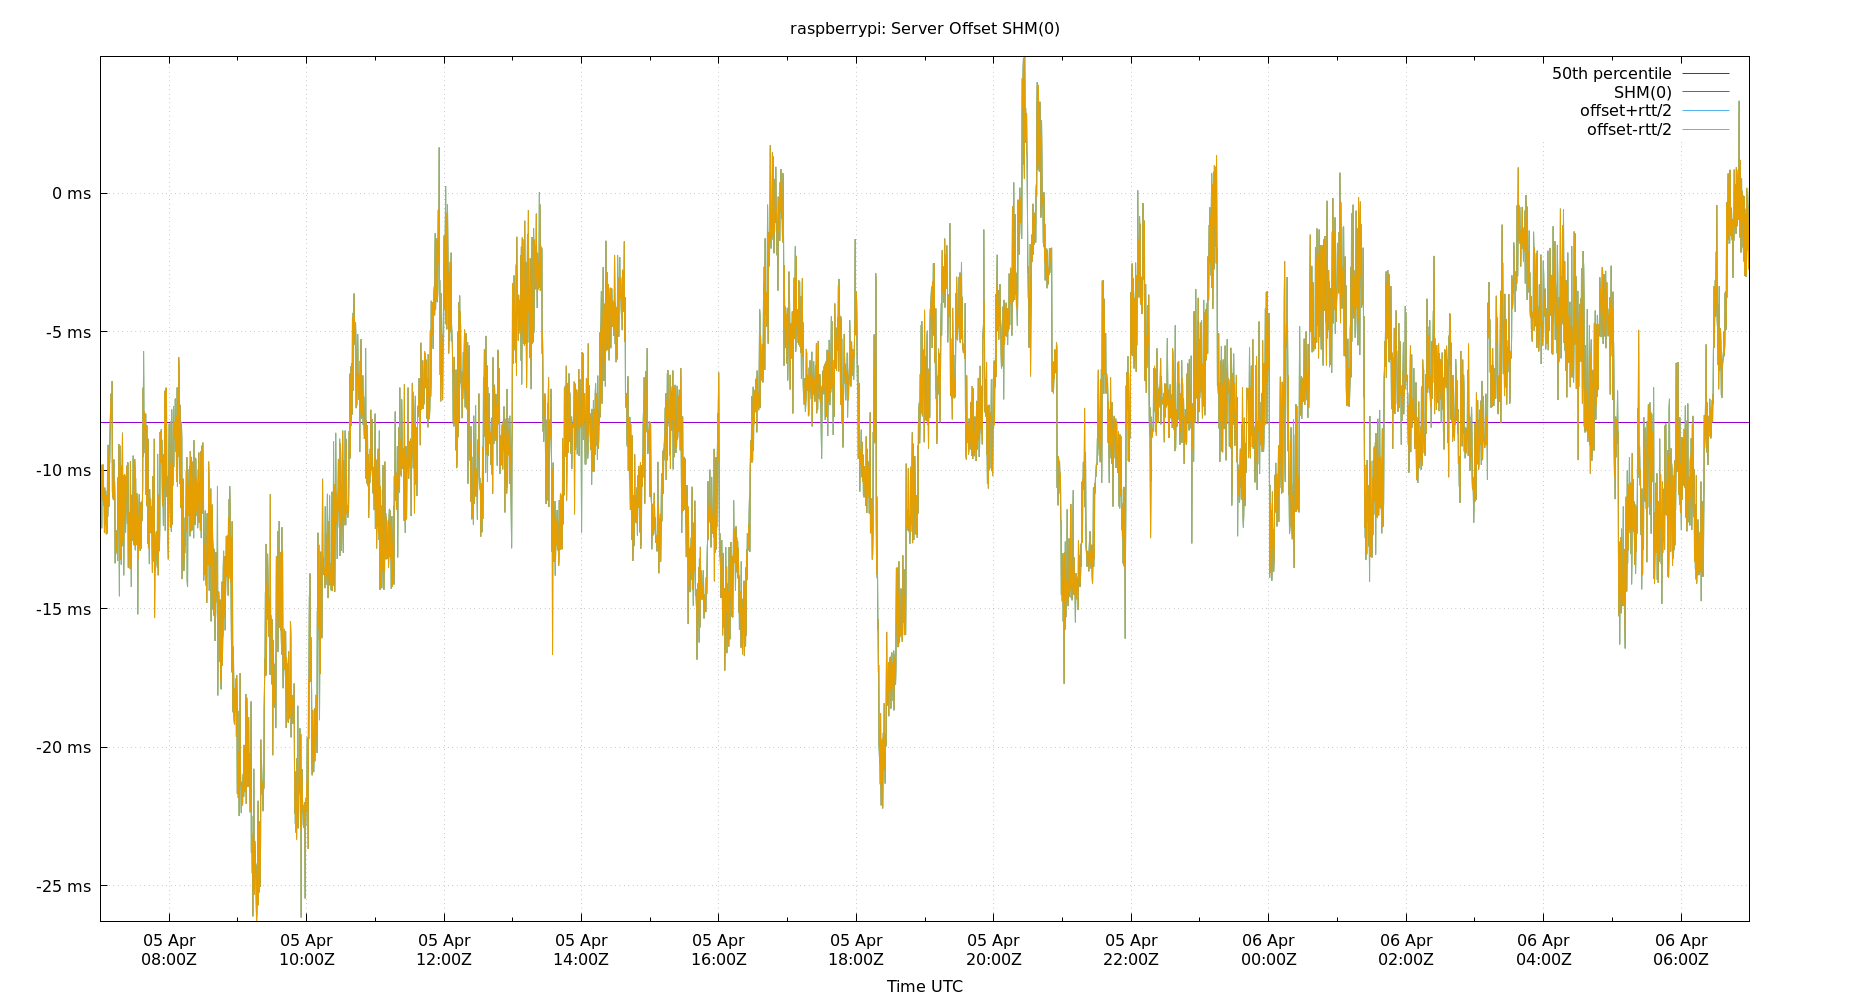 raspberrypi: Server Offset SHM(0)
50th percentile
SHM(0)
offset+rtt/2
offset-rtt/2
0 ms
-5 ms
-10 ms
-15 ms
-20 ms
-25 ms
05 Apr 05 Apr 05 Apr 05 Apr 05 Apr 05 Apr 05 Apr 05 Apr 06 Apr 06 Apr 06 Apr 06 Apr
08:00Z 10:00Z 12:00Z 14:00Z 16:00Z 18:00Z 20:00Z 22:00Z 00:00Z 02:00Z 04:00Z 06:00Z
Time UTC